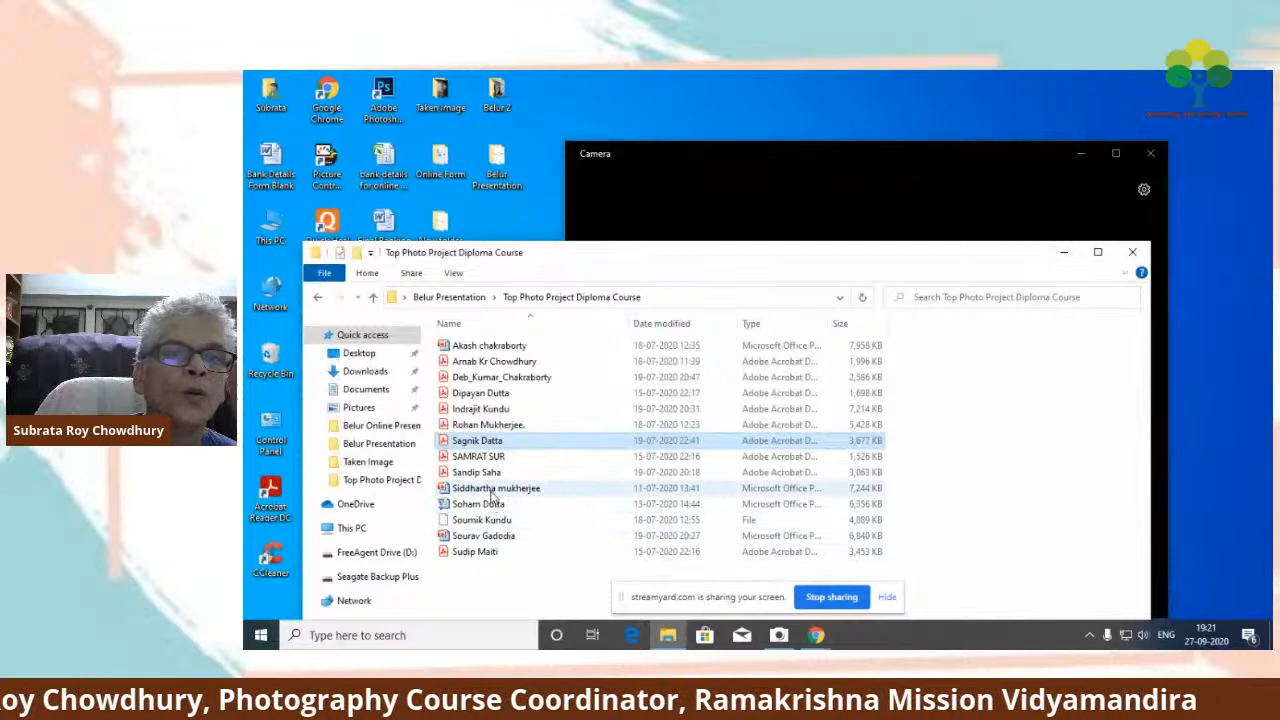 Subrata
Google
Chrome
Adobe
Photosh...
Taken Image
Belur 2
Camera
Bank Details
Form Blank
Picture
Contr...
bank details
for online ...
Online Form
Belur
Presentation
This PC
Top Photo Project Diploma Course
File
Home
Share
View
Network
Belur Presentation
Top Photo Project Diploma Course
Search Top Photo Project Diploma Course
Name
Date modified
Type
Size
Quick access
Desktop
Downloads
Documents
Pictures
Belur Online Presen
Belur Presentation
Taken Image
Top Photo Project D
OneDrive
This PC
FreeAgent Drive (D:)
Seagate Backup Plus
Network
Akash chakraborty 18-07-2020 12:35 Microsoft Office P... 7,958 KB
Arnab Kr Chowdhury 18-07-2020 11:39 Adobe Acrobat D... 1,996 KB
Deb_Kumar_Chakraborty 19-07-2020 20:47 Adobe Acrobat D... 2,586 KB
Dipayan Dutta 15-07-2020 22:17 Adobe Acrobat D... 1,698 KB
Indrajit Kundu 19-07-2020 20:31 Adobe Acrobat D... 7,214 KB
Rohan Mukherjee. 18-07-2020 12:23 Adobe Acrobat D... 5,428 KB
Sagnik Datta 19-07-2020 22:41 Adobe Acrobat D... 3,677 KB
SAMRAT SUR 15-07-2020 22:16 Adobe Acrobat D... 1,526 KB
Sandip Saha 19-07-2020 20:18 Adobe Acrobat D... 3,063 KB
Siddhartha mukherjee 11-07-2020 13:41 Microsoft Office P... 7,244 KB
Soham Dutta 13-07-2020 14:44 Microsoft Office P... 6,356 KB
Soumik Kundu 18-07-2020 12:55 File 4,889 KB
Sourav Gadodia 19-07-2020 20:27 Microsoft Office P... 6,840 KB
Sudip Maiti 15-07-2020 22:16 Adobe Acrobat D... 3,453 KB
Recycle Bin
Control
Panel
Acrobat
Reader DC
CCleaner
streamyard.com is sharing your screen.
Stop sharing
Hide
Type here to search
ENG
19:21
27-09-2020
6
Subrata Roy Chowdhury
oy Chowdhury, Photography Course Coordinator, Ramakrishna Mission Vidyamandira